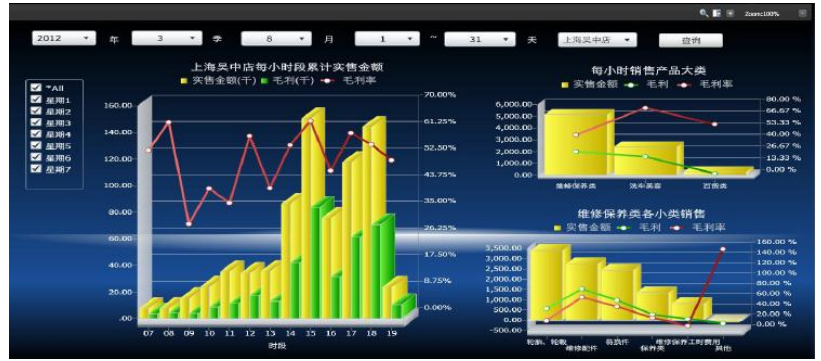 Zoom:100%
2012 年 3 季 8 月 1 ~ 31 天 上海吴中店 查询
上海吴中店每小时段累计实售金额
实售金额(千) 毛利(千) 毛利率
*All
星期1
星期2
星期3
星期4
星期5
星期6
星期7
160.00
140.00
120.00
100.00
80.00
60.00
40.00
20.00
.00
70.00%
61.25%
52.50%
43.75%
35.00%
26.25%
17.50%
8.75%
0.00%
07 08 09 10 11 12 13 14 15 16 17 18 19
时段
每小时销售产品大类
实售金额 毛利 毛利率
6,000.00
5,000.00
4,000.00
3,000.00
2,000.00
1,000.00
0.00
80.00 %
66.67 %
53.33 %
40.00 %
26.67 %
13.33 %
0.00 %
维修保养类 洗车美容 百货类
维修保养类各小类销售
实售金额 毛利 毛利率
3,500.00
3,000.00
2,500.00
2,000.00
1,500.00
1,000.00
500.00
0.00
-500.00
160.00 %
140.00 %
120.00 %
100.00 %
80.00 %
60.00 %
40.00 %
20.00 %
0.00 %
轮胎、轮毂 易损件 维修保养工时费用
维修配件 保养类 其他